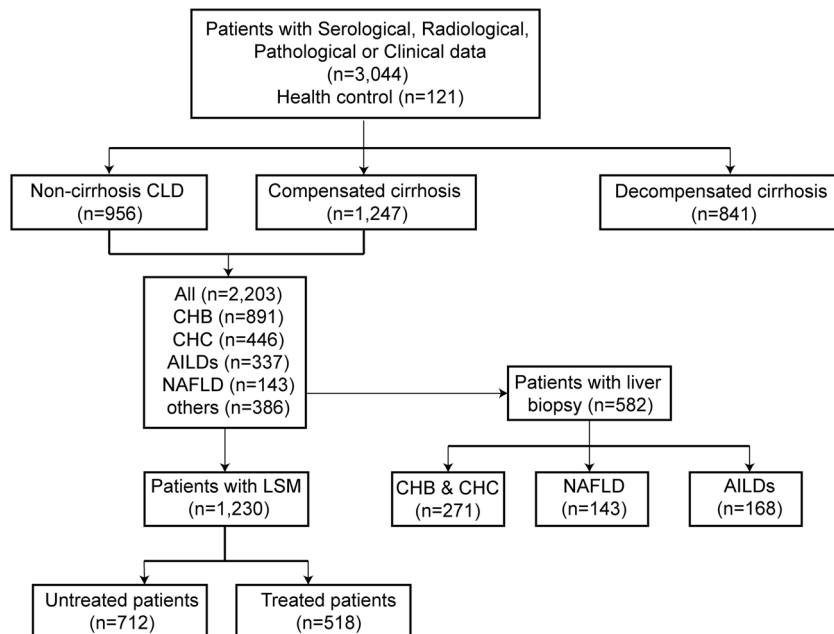 Patients with Serological, Radiological,
Pathological or Clinical data
(n=3,044)
Health control (n=121)
Non-cirrhosis CLD
(n=956)
Compensated cirrhosis
(n=1,247)
Decompensated cirrhosis
(n=841)
All (n=2,203)
CHB (n=891)
CHC (n=446)
AILDs (n=337)
NAFLD (n=143)
others (n=386)
Patients with liver
biopsy (n=582)
Patients with LSM
(n=1,230)
CHB & CHC
(n=271)
NAFLD
(n=143)
AILDs
(n=168)
Untreated patients
(n=712)
Treated patients
(n=518)